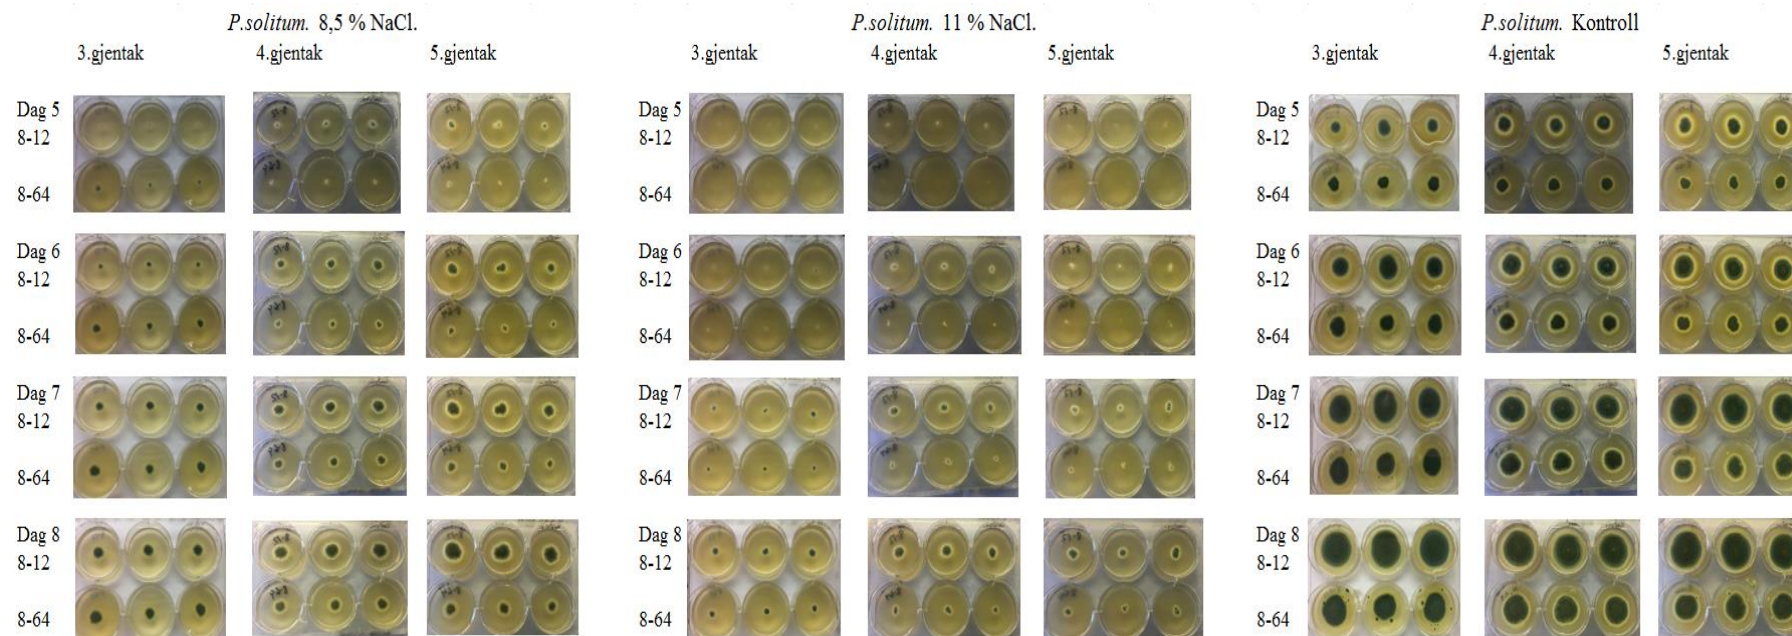 P.solitum. 8,5 % NaCl.
3.gjentak 4.gjentak 5.gjentak
Dag 5
8-12
8-64
Dag 6
8-12
8-64
Dag 7
8-12
8-64
Dag 8
8-12
8-64
P.solitum. 11 % NaCl.
3.gjentak 4.gjentak 5.gjentak
Dag 5
8-12
8-64
Dag 6
8-12
8-64
Dag 7
8-12
8-64
Dag 8
8-12
8-64
P.solitum. Kontroll
3.gjentak 4.gjentak 5.gjentak
Dag 5
8-12
8-64
Dag 6
8-12
8-64
Dag 7
8-12
8-64
Dag 8
8-12
8-64